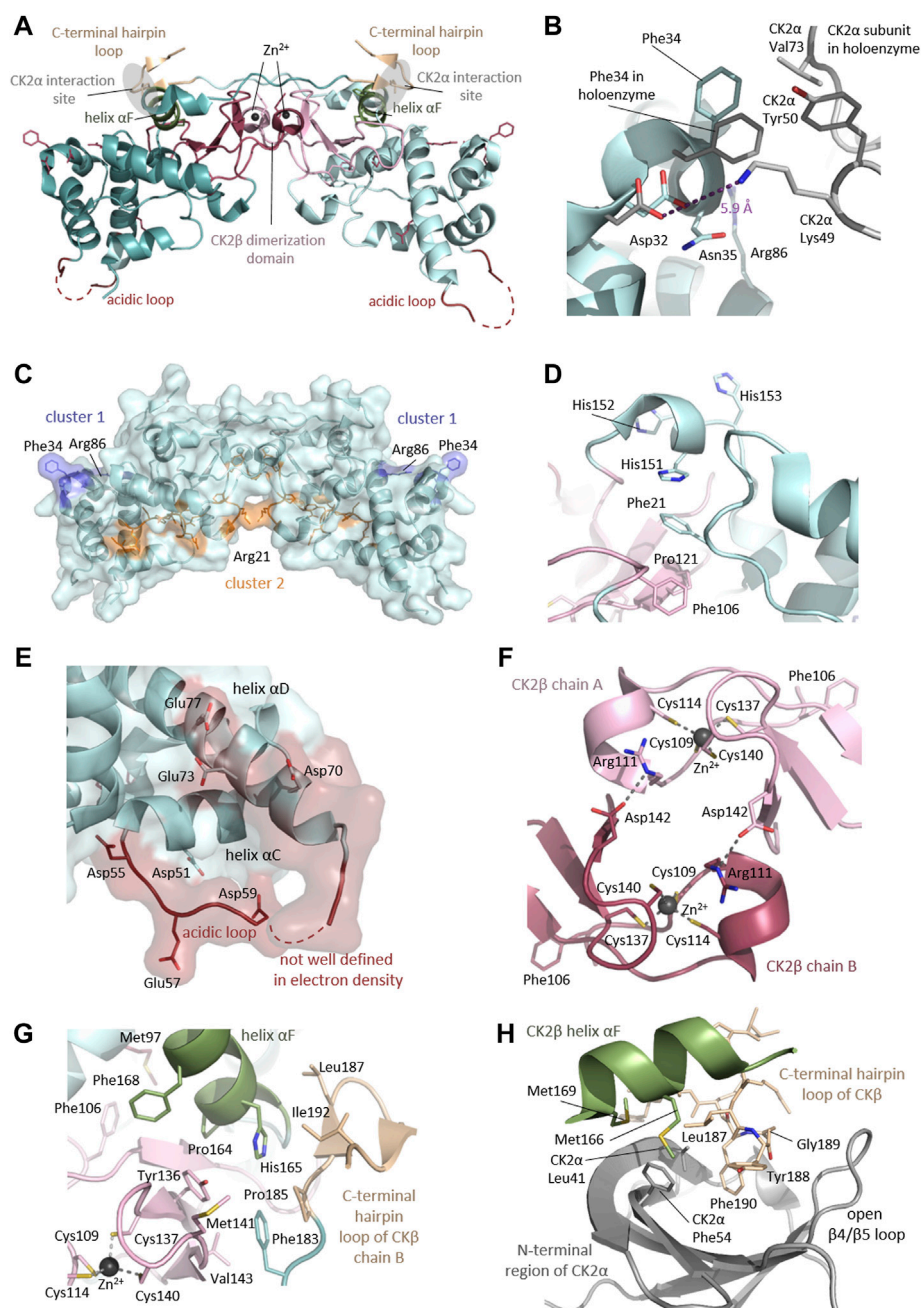 A
C-terminal hairpin
loop
CK2α interaction
site
helix αF
Zn²⁺
C-terminal hairpin
loop
CK2α interaction
site
helix αF
CK2β dimerization
domain
acidic loop
acidic loop
B
Phe34
Phe34 in
holoenzyme
CK2α
Val73
CK2α subunit
in holoenzyme
CK2α
Tyr50
5.9 Å
Asp32
Asn35
Arg86
CK2α
Lys49
C
cluster 1
Phe34
Arg86
cluster 1
Arg86
Phe34
Arg21
cluster 2
D
His152
His153
His151
Phe21
Pro121
Phe106
E
Glu77
helix αD
Glu73
Asp70
helix αC
Asp55
Asp51
Asp59
acidic loop
Glu57
not well defined
in electron density
F
CK2β chain A
Phe106
Cys114
Cys137
Cys109
Arg111
Cys140
Zn²⁺
Asp142
Asp142
Cys109
Cys140
Arg111
Zn²⁺
Cys137
Cys114
Phe106
CK2β chain B
G
Met97
helix αF
Phe168
Leu187
Phe106
Ile192
Pro164
His165
Tyr136
Pro185
C-terminal
hairpin
loop of CKβ
chain B
Cys109
Cys137
Met141
Phe183
Zn²⁺
Val143
Cys114
Cys140
H
CK2β helix αF
C-terminal hairpin
loop of CKβ
Met169
Met166
Leu187
Gly189
CK2α
Leu41
Tyr188
Phe190
CK2α
Phe54
open
β4/β5 loop
N-terminal
region of CK2α